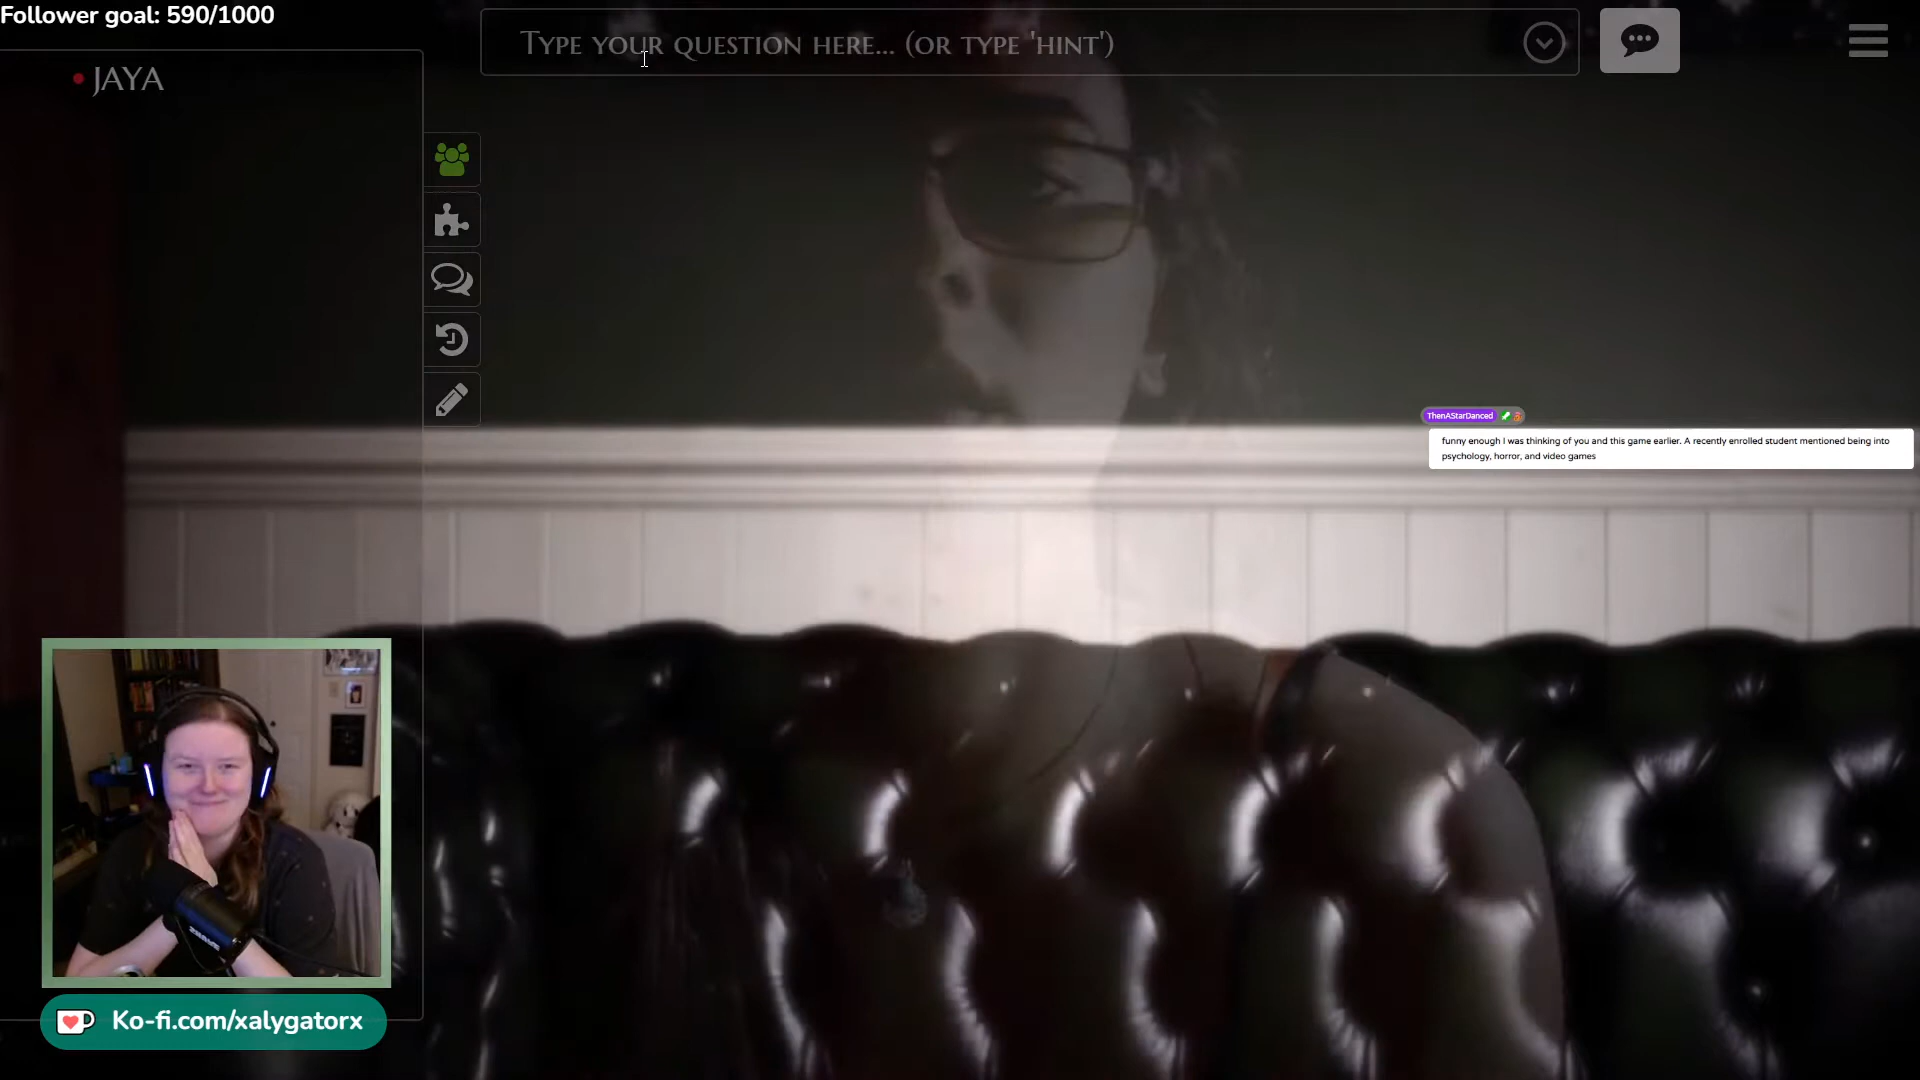 Follower goal: 590/1000
Type your question here... (or type 'hint')
JAYA
ThenAStarDanced
funny enough I was thinking of you and this game earlier. A recently enrolled student mentioned being into
psychology, horror, and video games
Ko-fi.com/xalygatorx